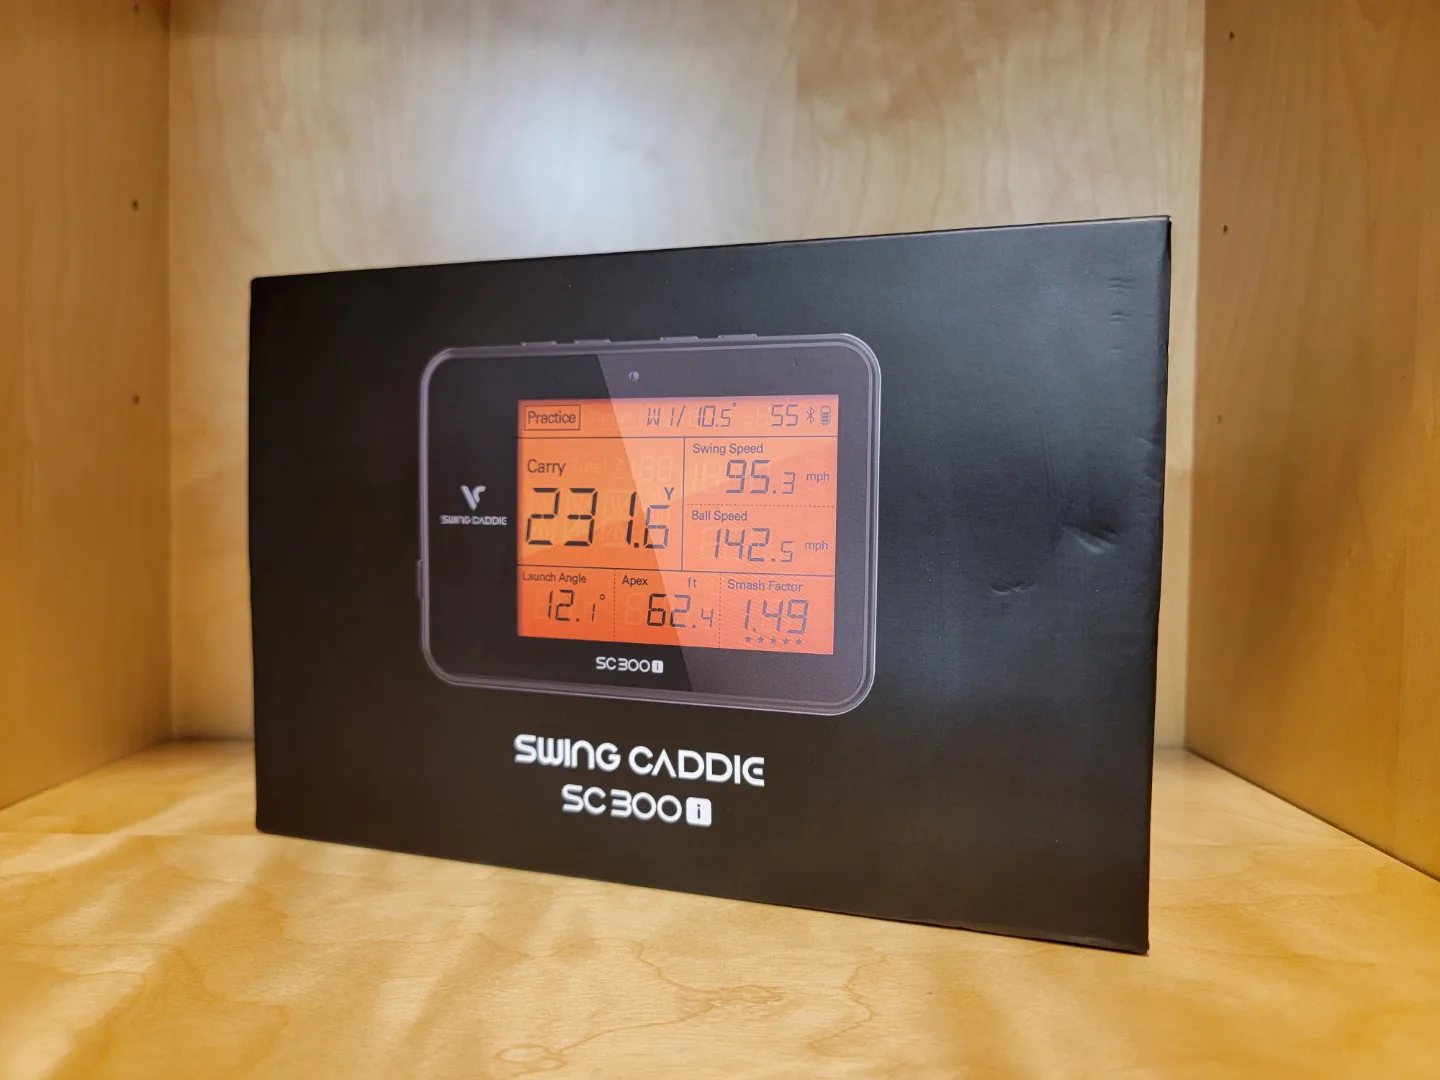 Practice W1/10.5° 55
Carry
231.6 Y
Swing Speed
95.3 mph
Ball Speed
142.5 mph
Launch Angle
12.1°
Apex ft
62.4
Smash Factor
1.49
★★★★★
SWING CADDIE
SC300i
SWING CADDIE
SC300i